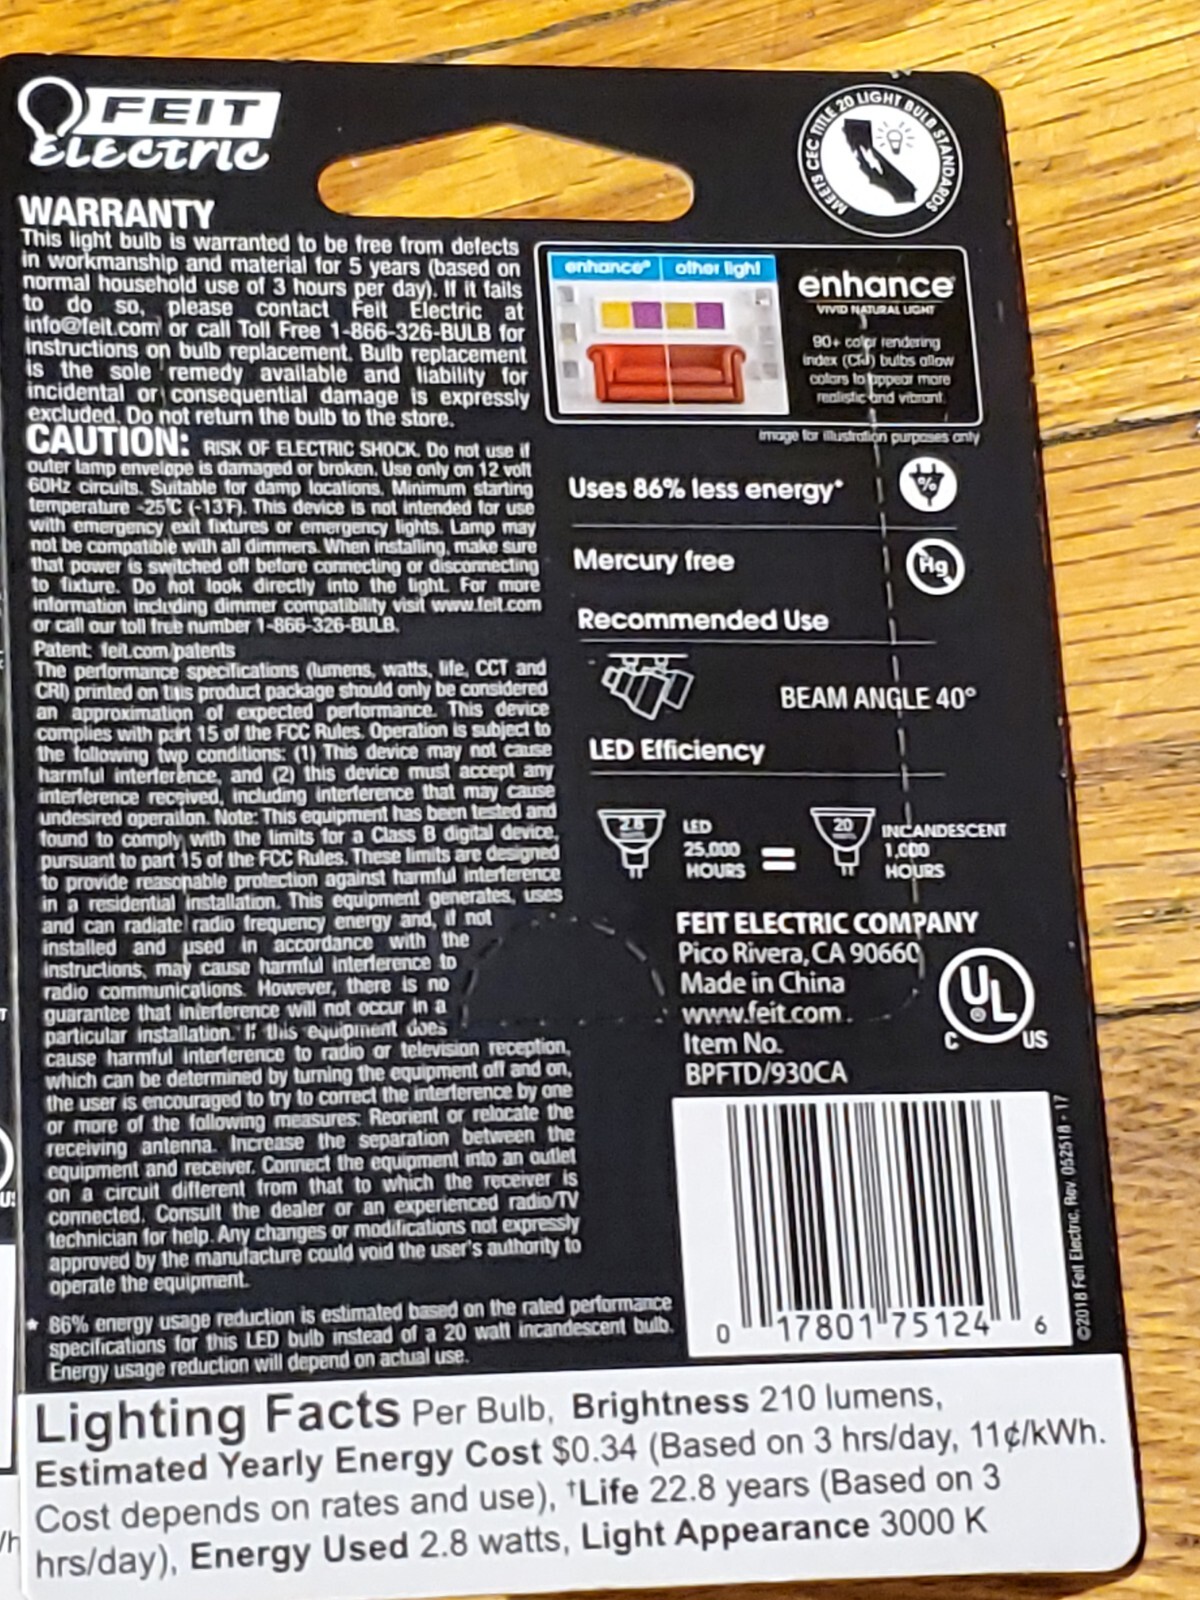 FEIT
ELECTRIC
MEETS CEC TITLE 20 LIGHT BULB STANDARDS
WARRANTY
This light bulb is warranted to be free from defects
in workmanship and material for 5 years (based on
normal household use of 3 hours per day). If it fails
to do so, please contact Feit Electric at
info@feit.com or call Toll Free 1-866-326-BULB for
instructions on bulb replacement. Bulb replacement
is the sole remedy available and liability for
incidental or consequential damage is expressly
excluded. Do not return the bulb to the store.
CAUTION: RISK OF ELECTRIC SHOCK. Do not use if
outer lamp envelope is damaged or broken. Use only on 12 volt
60Hz circuits. Suitable for damp locations. Minimum starting
temperature -25°C (-13°F). This device is not intended for use
with emergency exit fixtures or emergency lights. Lamp may
not be compatible with all dimmers. When installing, make sure
that power is switched off before connecting or disconnecting
to fixture. Do not look directly into the light. For more
information including dimmer compatibility visit www.feit.com
or call our toll free number 1-866-326-BULB.
Patent: feit.com/patents
The performance specifications (lumens, watts, life, CCT and
CRI) printed on this product package should only be considered
an approximation of expected performance. This device
complies with part 15 of the FCC Rules. Operation is subject to
the following two conditions: (1) This device may not cause
harmful interference, and (2) this device must accept any
interference received, including interference that may cause
undesired operation. Note: This equipment has been tested and
found to comply with the limits for a Class B digital device,
pursuant to part 15 of the FCC Rules. These limits are designed
to provide reasonable protection against harmful interference
in a residential installation. This equipment generates, uses
and can radiate radio frequency energy and, if not
installed and used in accordance with the
instructions, may cause harmful interference to
radio communications. However, there is no
guarantee that interference will not occur in a
particular installation. If this equipment does
cause harmful interference to radio or television reception,
which can be determined by turning the equipment off and on,
the user is encouraged to try to correct the interference by one
or more of the following measures: Reorient or relocate the
receiving antenna. Increase the separation between the
equipment and receiver. Connect the equipment into an outlet
on a circuit different from that to which the receiver is
connected. Consult the dealer or an experienced radio/TV
technician for help. Any changes or modifications not expressly
approved by the manufacture could void the user's authority to
operate the equipment.
* 86% energy usage reduction is estimated based on the rated performance
specifications for this LED bulb instead of a 20 watt incandescent bulb.
Energy usage reduction will depend on actual use.
enhance® other light
enhance®
VIVID NATURAL LIGHT
90+ color rendering
index (CRI) bulbs allow
colors to appear more
realistic and vibrant.
Image for illustration purposes only
Uses 86% less energy*
%
Mercury free
Hg
Recommended Use
BEAM ANGLE 40°
LED Efficiency
2.8
LED
25,000
HOURS
=
20
INCANDESCENT
1,000
HOURS
FEIT ELECTRIC COMPANY
Pico Rivera, CA 90660
Made in China
www.feit.com
Item No.
BPFTD/930CA
C UL® US
0 17801 75124 6
©2018 Feit Electric, Rev. 052518 - 17
Lighting Facts Per Bulb, Brightness 210 lumens,
Estimated Yearly Energy Cost $0.34 (Based on 3 hrs/day, 11¢/kWh.
Cost depends on rates and use), †Life 22.8 years (Based on 3
hrs/day), Energy Used 2.8 watts, Light Appearance 3000 K